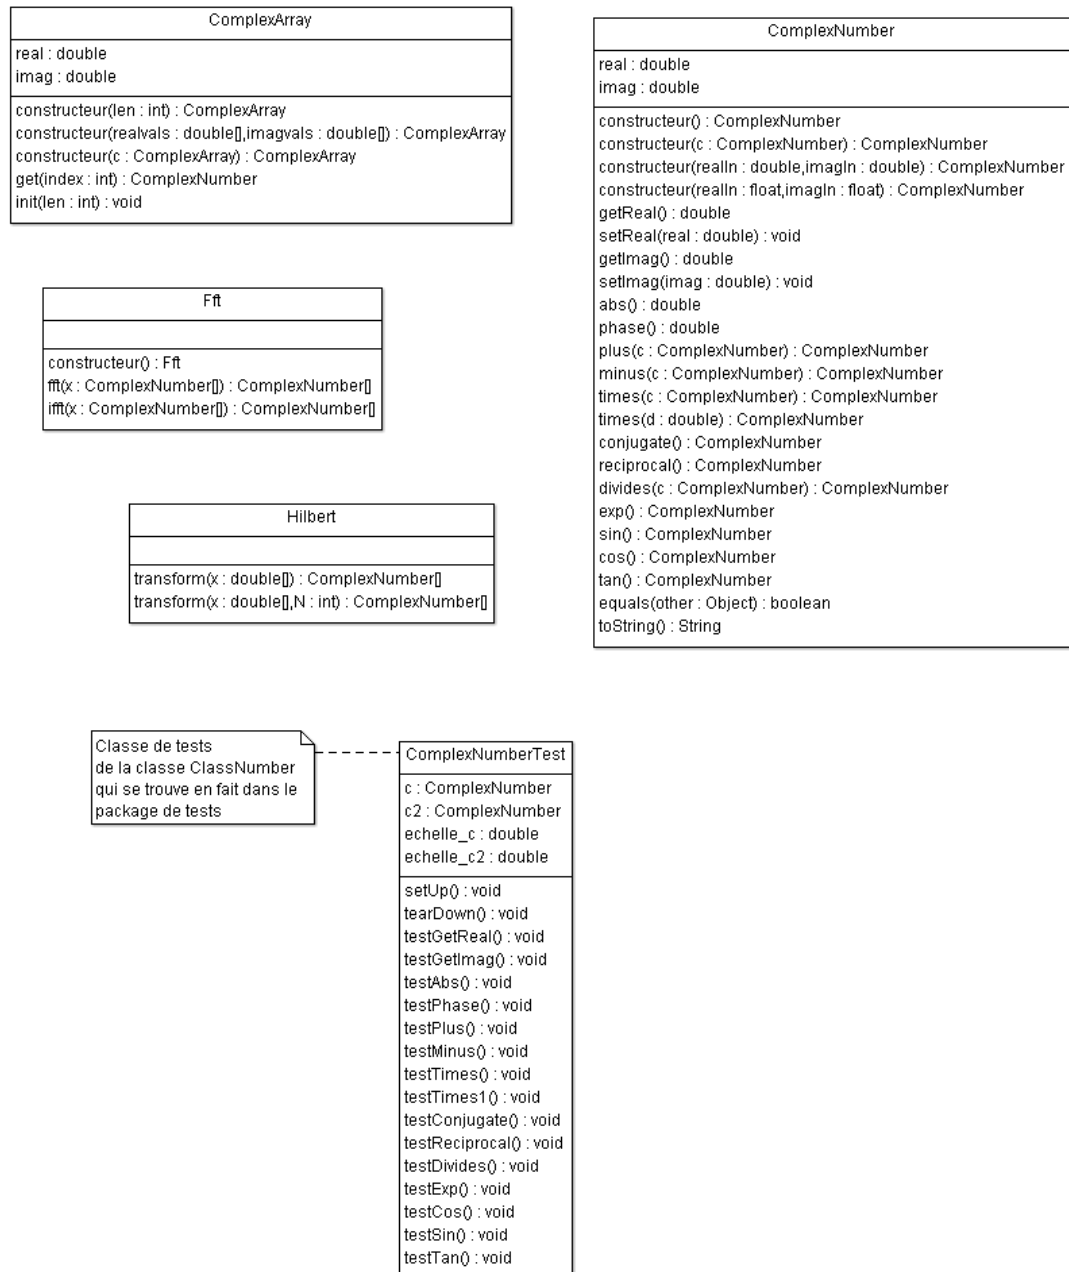 ComplexArray
real : double
imag : double
constructeur(len : int) : ComplexArray
constructeur(realvals : double[],imagvals : double[]) : ComplexArray
constructeur(c : ComplexArray) : ComplexArray
get(index : int) : ComplexNumber
init(len : int) : void
ComplexNumber
real : double
imag : double
constructeur() : ComplexNumber
constructeur(c : ComplexNumber) : ComplexNumber
constructeur(realIn : double,imagIn : double) : ComplexNumber
constructeur(realIn : float,imagIn : float) : ComplexNumber
getReal() : double
setReal(real : double) : void
getImag() : double
setImag(imag : double) : void
abs() : double
phase() : double
plus(c : ComplexNumber) : ComplexNumber
minus(c : ComplexNumber) : ComplexNumber
times(c : ComplexNumber) : ComplexNumber
times(d : double) : ComplexNumber
conjugate() : ComplexNumber
reciprocal() : ComplexNumber
divides(c : ComplexNumber) : ComplexNumber
exp() : ComplexNumber
sin() : ComplexNumber
cos() : ComplexNumber
tan() : ComplexNumber
equals(other : Object) : boolean
toString() : String
Fft
constructeur() : Fft
fft(x : ComplexNumber[]) : ComplexNumber[]
ifft(x : ComplexNumber[]) : ComplexNumber[]
Hilbert
transform(x : double[]) : ComplexNumber[]
transform(x : double[],N : int) : ComplexNumber[]
Classe de tests
de la classe ClassNumber
qui se trouve en fait dans le
package de tests
ComplexNumberTest
c : ComplexNumber
c2 : ComplexNumber
echelle_c : double
echelle_c2 : double
setUp() : void
tearDown() : void
testGetReal() : void
testGetImag() : void
testAbs() : void
testPhase() : void
testPlus() : void
testMinus() : void
testTimes() : void
testTimes1() : void
testConjugate() : void
testReciprocal() : void
testDivides() : void
testExp() : void
testCos() : void
testSin() : void
testTan() : void